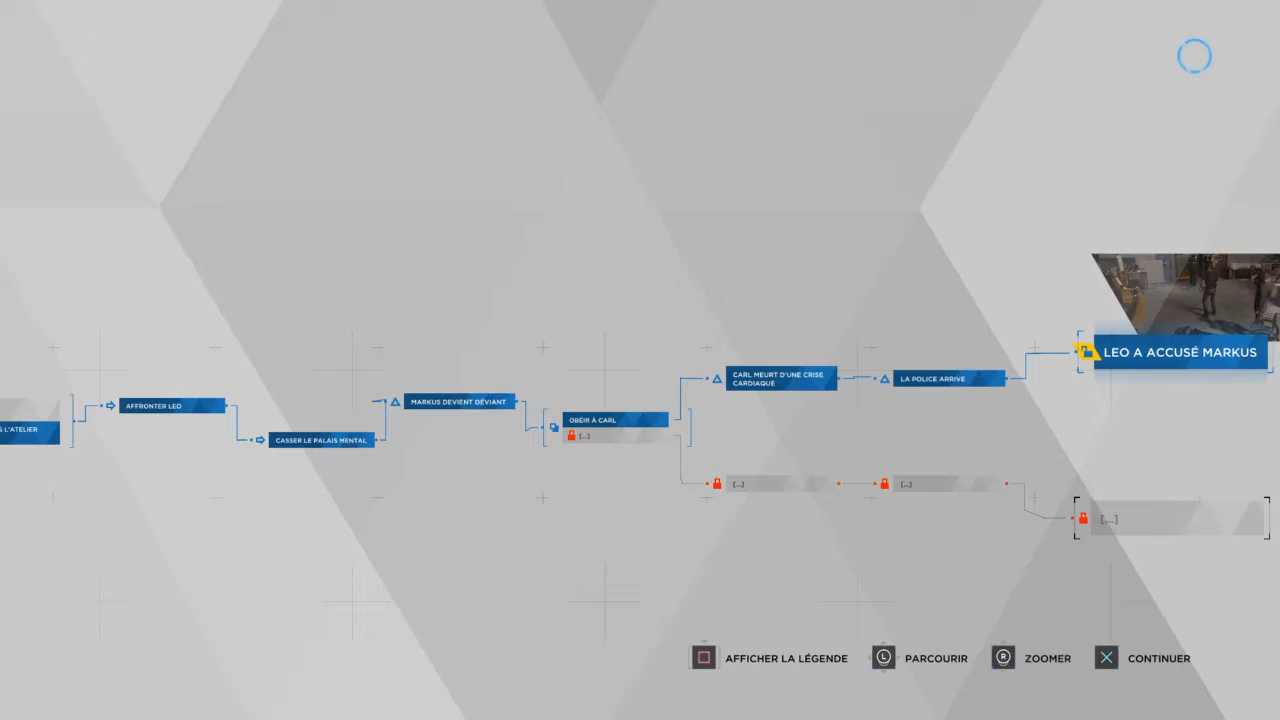 LEO A ACCUSÉ MARKUS
CARL MEURT D'UNE CRISE
CARDIAQUE
LA POLICE ARRIVE
MARKUS DEVIENT DÉVIANT
AFFRONTER LEO
OBÉIR À CARL
[...]
S L'ATELIER
CASSER LE PALAIS MENTAL
[...]
[...]
[...]
AFFICHER LA LÉGENDE
L
PARCOURIR
R
ZOOMER
CONTINUER